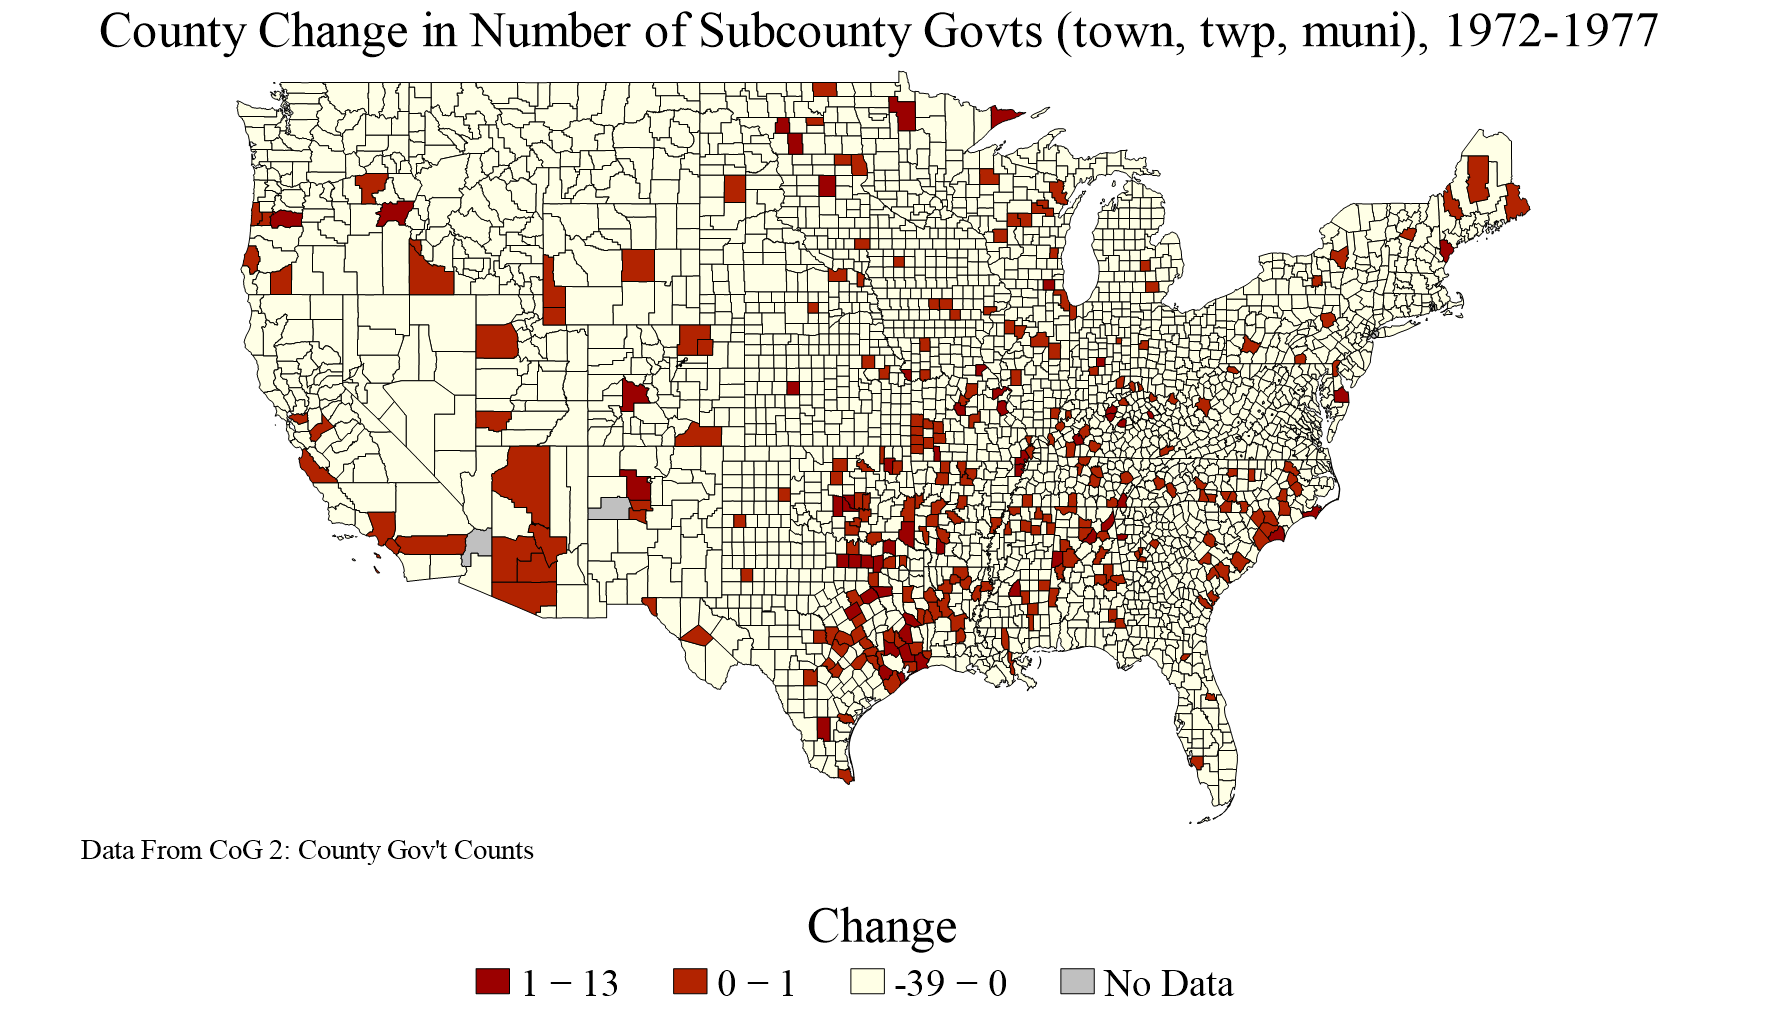 County Change in Number of Subcounty Govts (town, twp, muni), 1972-1977
Data From CoG 2: County Gov't Counts
Change
1 – 13
0 – 1
-39 – 0
No Data